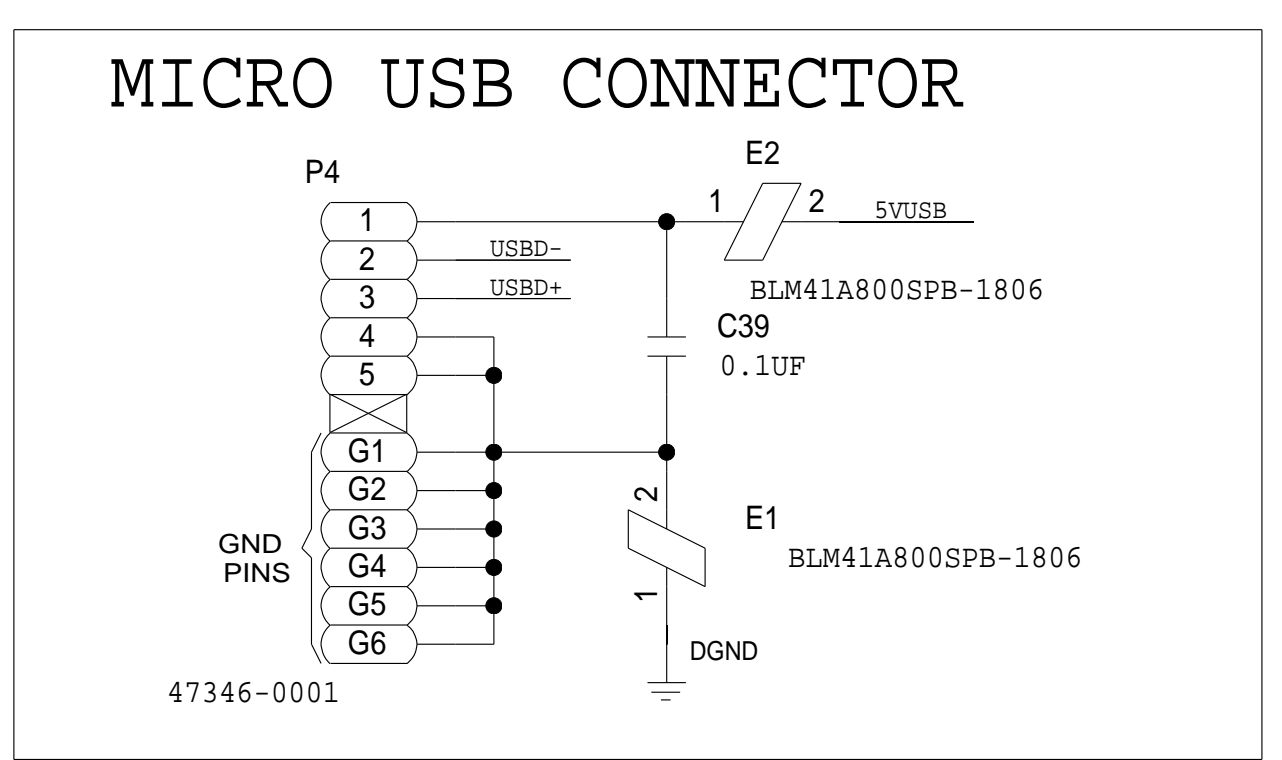 MICRO USB CONNECTOR
E2
P4
1 2 5VUSB
1
2 USBD-
3 USBD+
BLM41A800SPB-1806
4
C39
5
0.1UF
G1
G2
2
G3
E1
GND
PINS
G4
BLM41A800SPB-1806
G5
1
G6
DGND
47346-0001